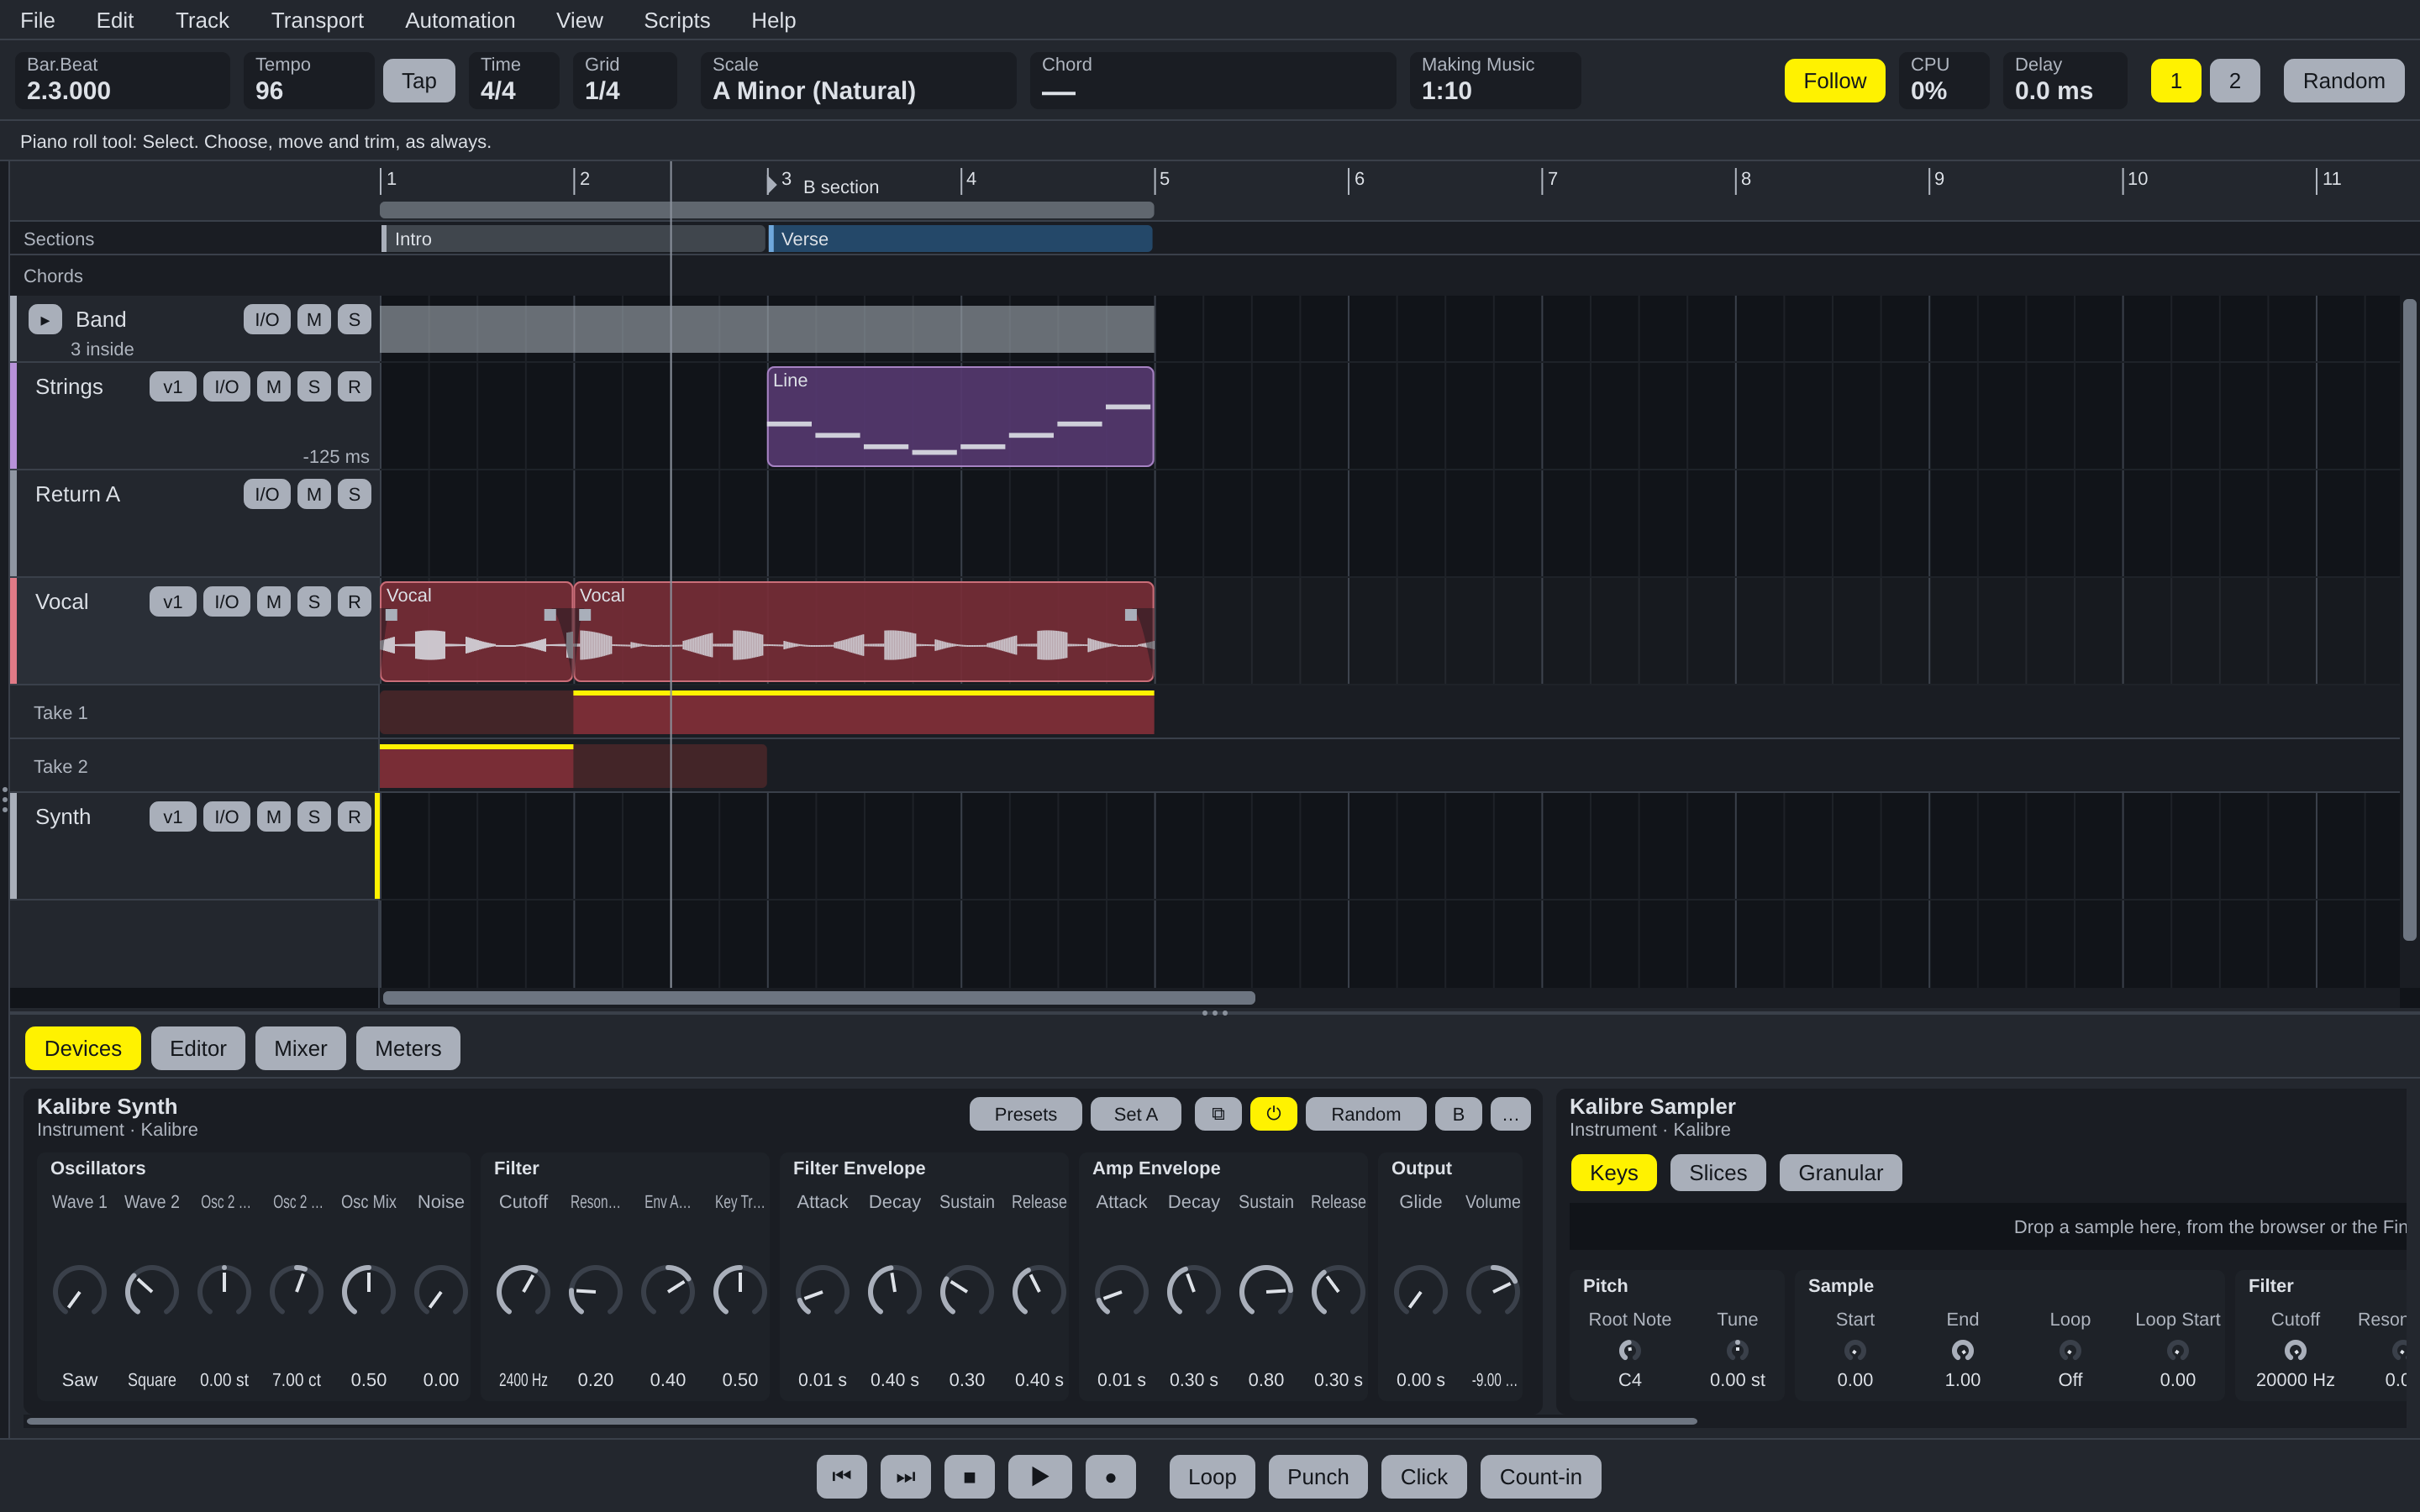 File Edit Track Transport Automation View Scripts Help
Bar.Beat Tempo Time Grid Scale Chord Making Music CPU Delay
2.3.000 96 Tap 4/4 1/4 A Minor (Natural) — 1:10 Follow 0% 0.0 ms 1 2 Random
Piano roll tool: Select. Choose, move and trim, as always.
1 2 3 B section 4 5 6 7 8 9 10 11
Sections Intro Verse
Chords
Band I/O M S
3 inside
Strings v1 I/O M S R Line
-125 ms
Return A I/O M S
Vocal v1 I/O M S R Vocal Vocal
Take 1
Take 2
Synth v1 I/O M S R
Devices Editor Mixer Meters
Kalibre Synth Presets Set A Random B ...
Instrument · Kalibre
Oscillators Filter Filter Envelope Amp Envelope Output
Wave 1 Wave 2 Osc 2 ... Osc 2 ... Osc Mix Noise Cutoff Reson... Env A... Key Tr... Attack Decay Sustain Release Attack Decay Sustain Release Glide Volume
Saw Square 0.00 st 7.00 ct 0.50 0.00 2400 Hz 0.20 0.40 0.50 0.01 s 0.40 s 0.30 0.40 s 0.01 s 0.30 s 0.80 0.30 s 0.00 s -9.00 ...
Kalibre Sampler
Instrument · Kalibre
Keys Slices Granular
Drop a sample here, from the browser or the Fin
Pitch Sample Filter
Root Note Tune Start End Loop Loop Start Cutoff Reson
C4 0.00 st 0.00 1.00 Off 0.00 20000 Hz 0.0
Loop Punch Click Count-in